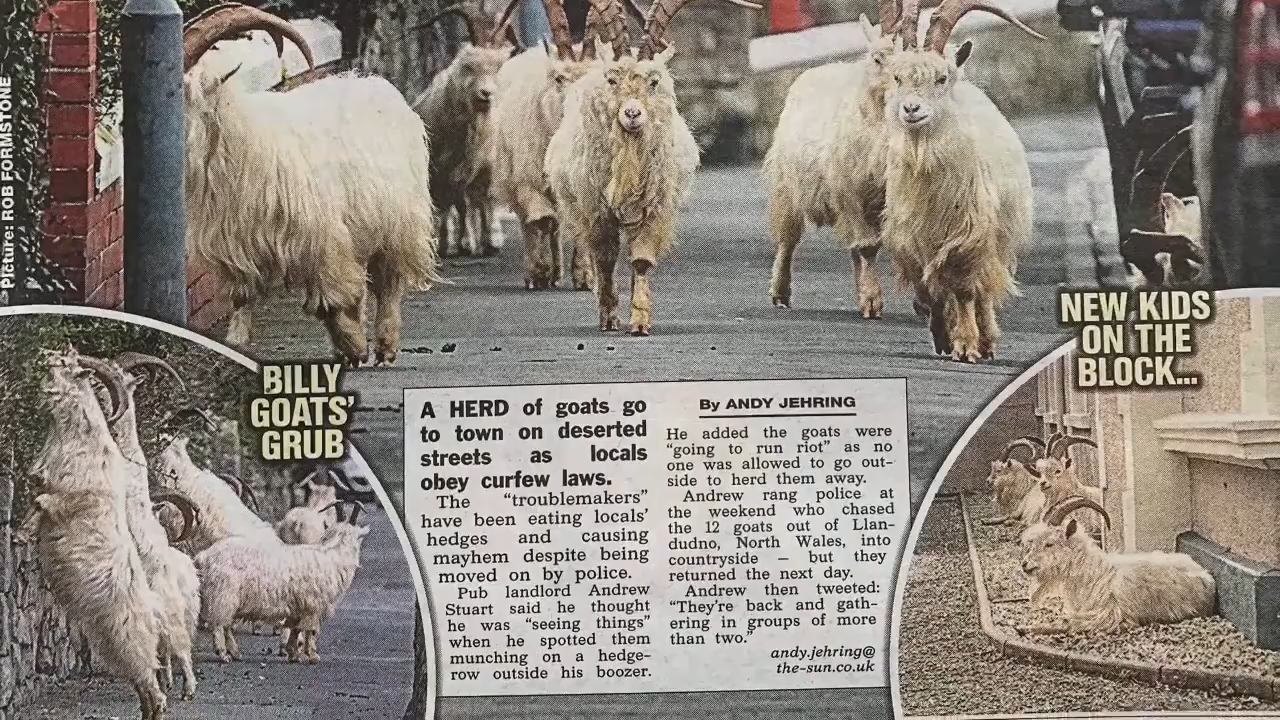 Picture: ROB FORMSTONE
BILLY
GOATS'
GRUB
NEW KIDS
ON THE
BLOCK...
A HERD of goats go
to town on deserted
streets as locals
obey curfew laws.
The "troublemakers"
have been eating locals'
hedges and causing
mayhem despite being
moved on by police.
Pub landlord Andrew
Stuart said he thought
he was "seeing things"
when he spotted them
munching on a hedge-
row outside his boozer.
By ANDY JEHRING
He added the goats were
"going to run riot" as no
one was allowed to go out-
side to herd them away.
Andrew rang police at
the weekend who chased
the 12 goats out of Llan-
dudno, North Wales, into
countryside – but they
returned the next day.
Andrew then tweeted:
"They're back and gath-
ering in groups of more
than two."
andy.jehring@
the-sun.co.uk